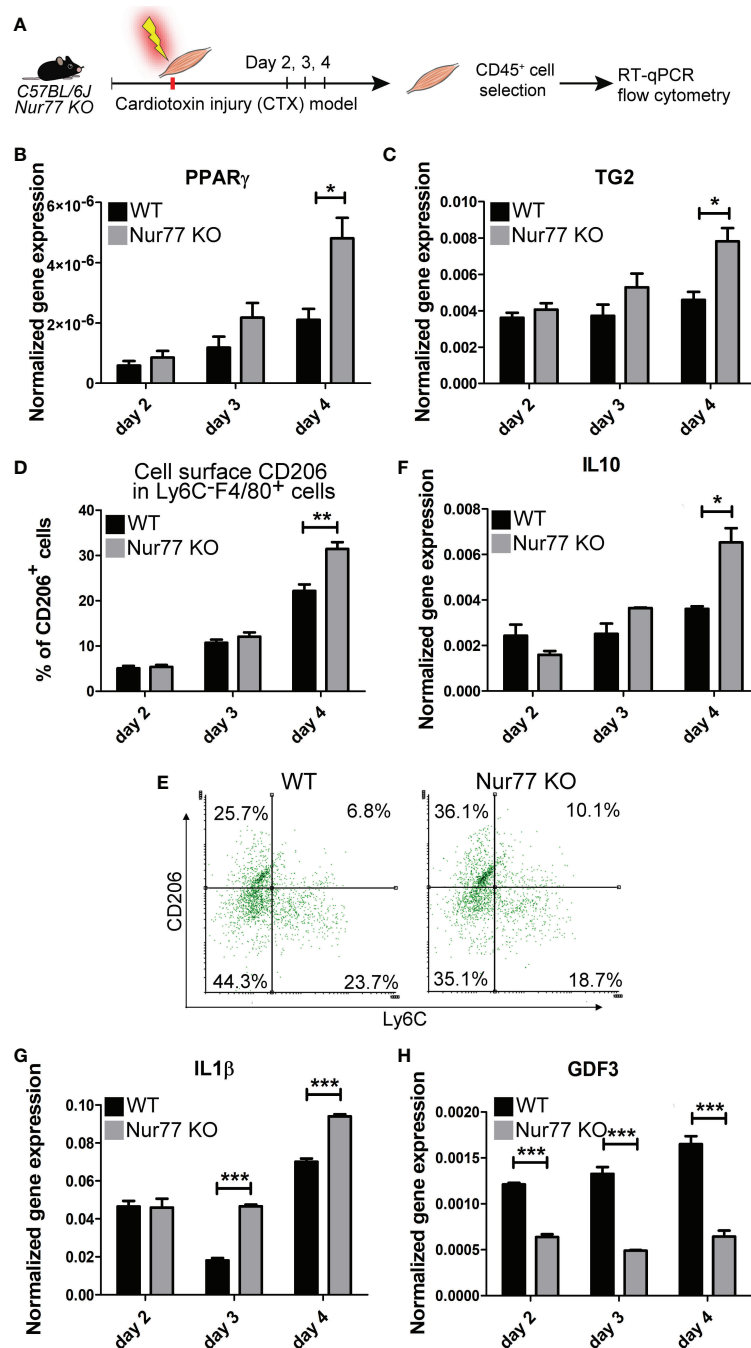 A
C57BL/6J
Nur77 KO
Day 2, 3, 4
Cardiotoxin injury (CTX) model
CD45+ cell
selection
RT-qPCR
flow cytometry
B
PPARγ
Normalized gene expression
6×10-6
4×10-6
2×10-6
0
WT
Nur77 KO
*
day 2
day 3
day 4
C
TG2
Normalized gene expression
0.010
0.008
0.006
0.004
0.002
0.000
WT
Nur77 KO
*
day 2
day 3
day 4
D
Cell surface CD206
in Ly6C-F4/80+ cells
% of CD206+ cells
40
30
20
10
0
WT
Nur77 KO
**
day 2
day 3
day 4
F
IL10
Normalized gene expression
0.008
0.006
0.004
0.002
0.000
WT
Nur77 KO
*
day 2
day 3
day 4
E
WT
Nur77 KO
25.7%
6.8%
44.3%
23.7%
36.1%
10.1%
35.1%
18.7%
CD206
Ly6C
G
IL1β
Normalized gene expression
0.10
0.08
0.06
0.04
0.02
0.00
WT
Nur77 KO
***
***
day 2
day 3
day 4
H
GDF3
Normalized gene expression
0.0020
0.0015
0.0010
0.0005
0.0000
WT
Nur77 KO
***
***
***
day 2
day 3
day 4